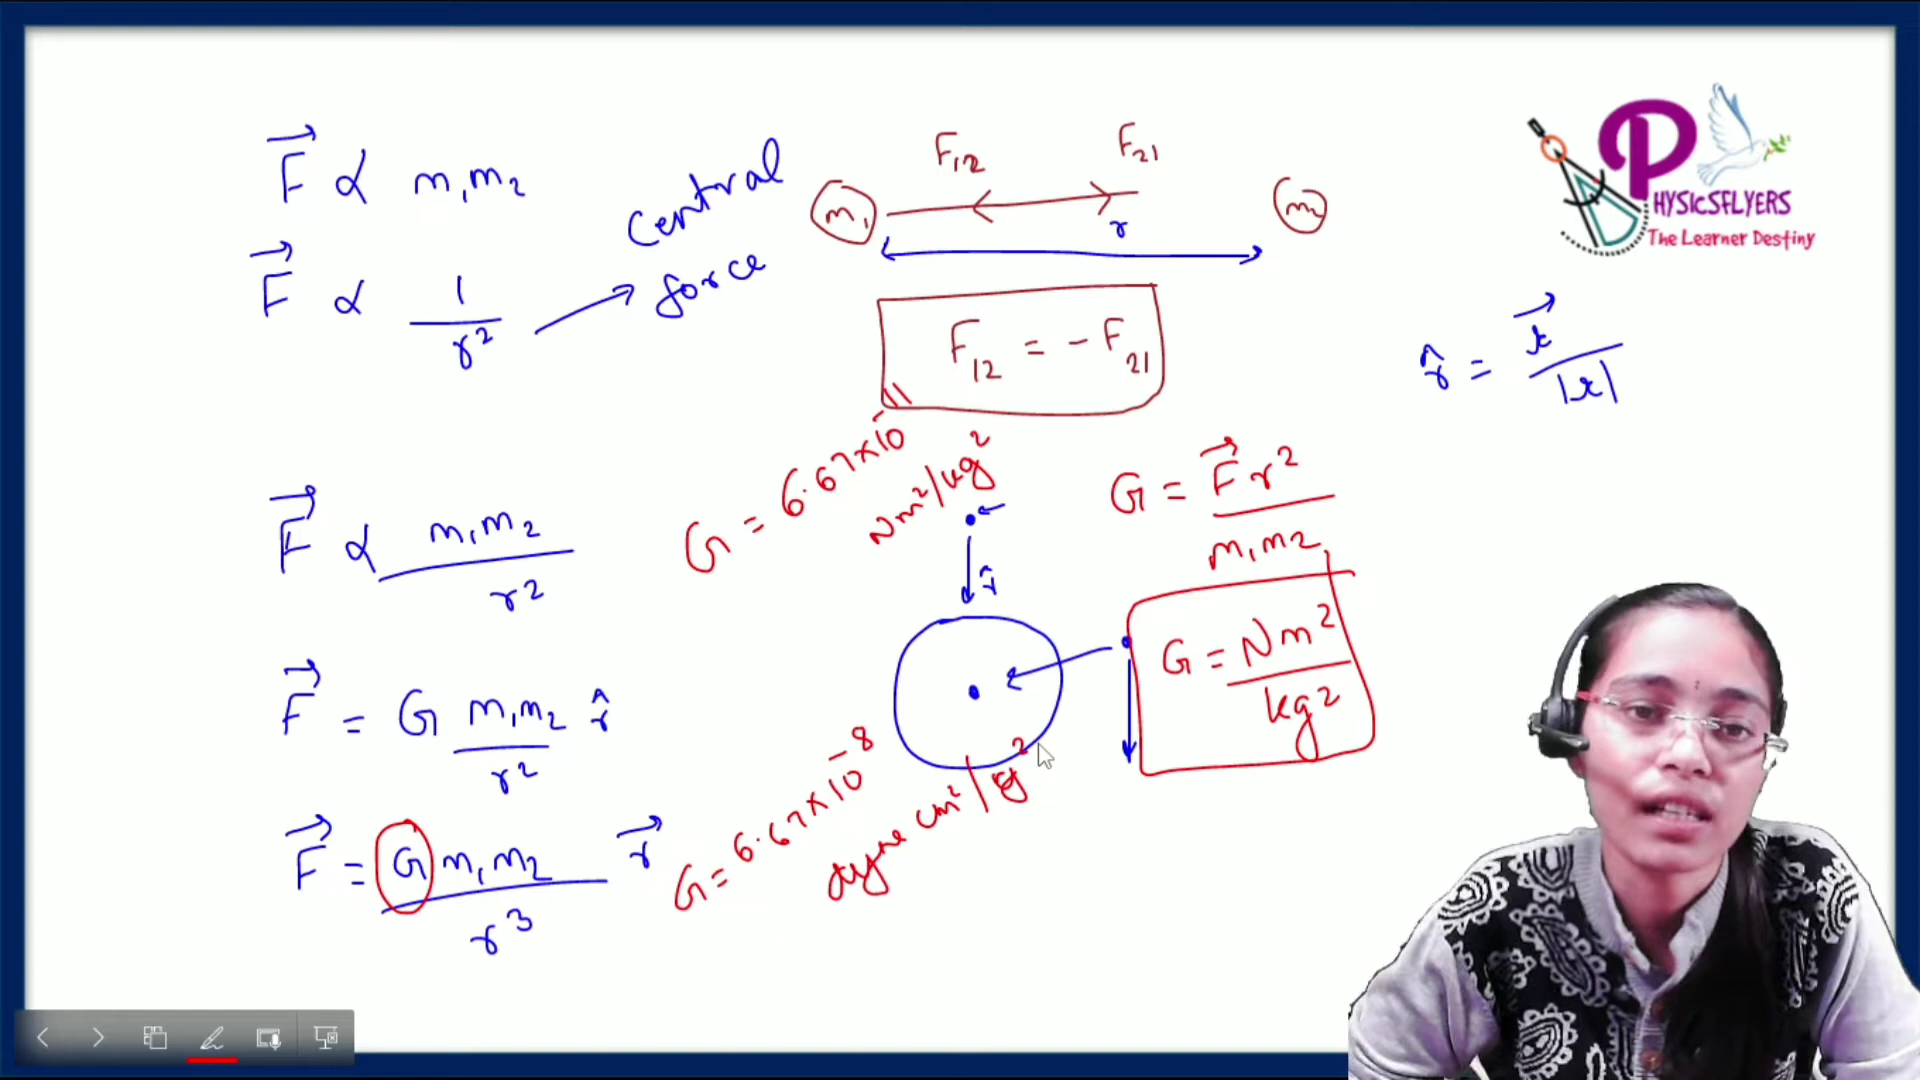 F⃗ ∝ m₁m₂
F⃗ ∝ 1/r²
Central
force
m₁
F₁₂
F₂₁
r
m₂
F₁₂ = - F₂₁
PHYSICSFLYERS
The Learner Destiny
r̂ = r⃗/|r|
F⃗ ∝ m₁m₂/r²
G = 6.67×10⁻¹¹
Nm²/kg²
G = F⃗r²/m₁m₂
r̂
G = Nm²/kg²
F⃗ = G m₁m₂/r² r̂
F⃗ = G m₁m₂/r³ r⃗
G = 6.67×10⁻⁸
dyne cm²/g²